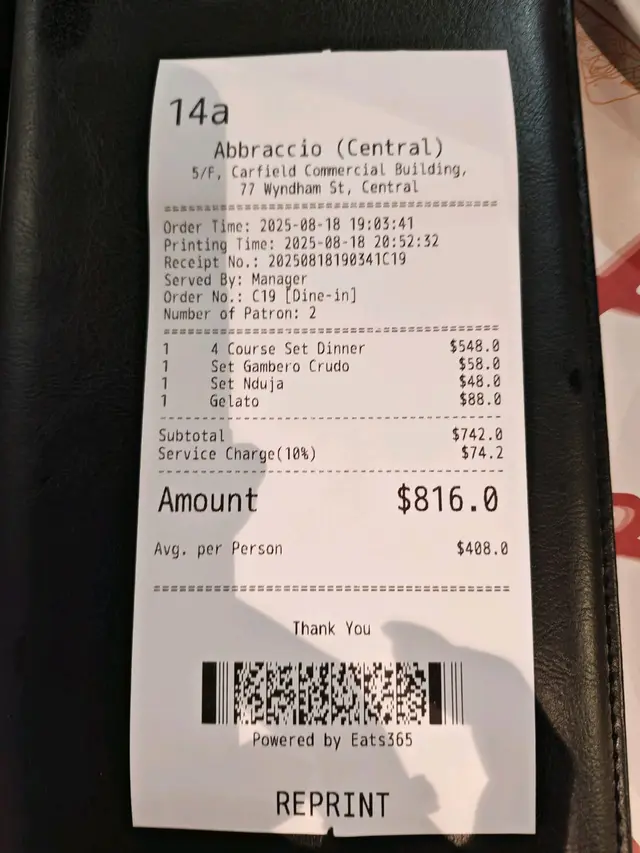 14a
Abbraccio (Central)
5/F, Carfield Commercial Building,
77 Wyndham St, Central
Order Time: 2025-08-18 19:03:41
Printing Time: 2025-08-18 20:52:32
Receipt No.: 20250818190341C19
Served By: Manager
Order No.: C19 [Dine-in]
Number of Patron: 2
1 4 Course Set Dinner $548.0
1 Set Gambero Crudo $58.0
1 Set Nduja $48.0
1 Gelato $88.0
Subtotal $742.0
Service Charge(10%) $74.2
Amount $816.0
Avg. per Person $408.0
Thank You
Powered by Eats365
REPRINT